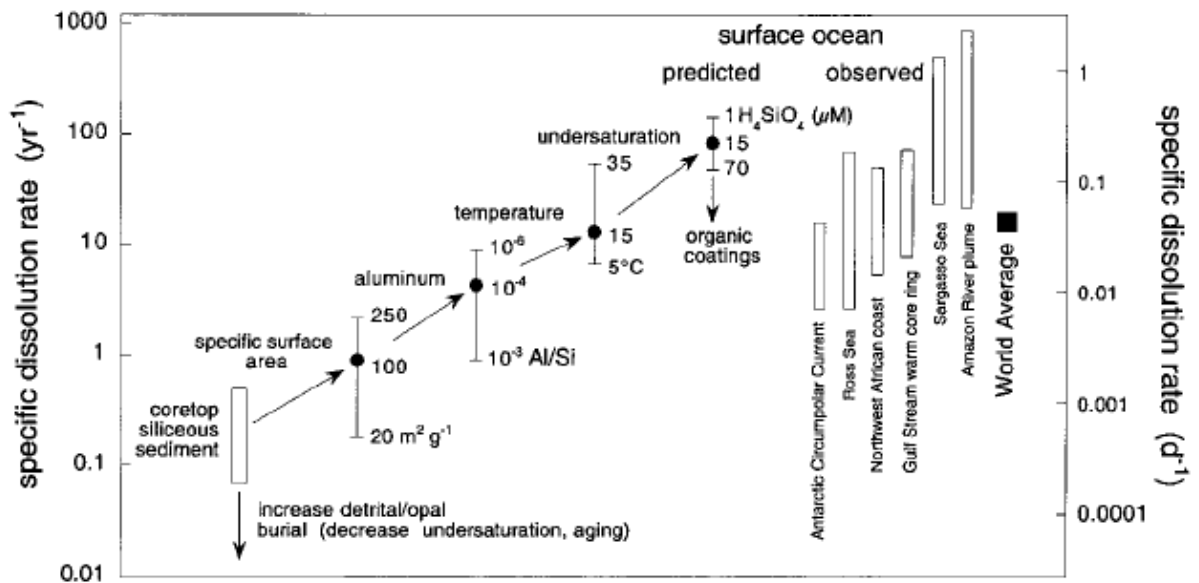 specific dissolution rate (yr⁻¹)
1000
100
10
1
0.1
0.01
surface ocean
predicted
observed
1 H₄SiO₄ (µM)
15
70
organic
coatings
undersaturation
35
15
5°C
temperature
10⁻⁶
10⁻⁴
10⁻³ Al/Si
aluminum
250
100
20 m² g⁻¹
specific surface
area
coretop
siliceous
sediment
increase detrital/opal
burial (decrease undersaturation, aging)
Antarctic Circumpolar Current
Ross Sea
Northwest African coast
Gulf Stream warm core ring
Sargasso Sea
Amazon River plume
World Average
1
0.1
0.01
0.001
0.0001
specific dissolution rate (d⁻¹)